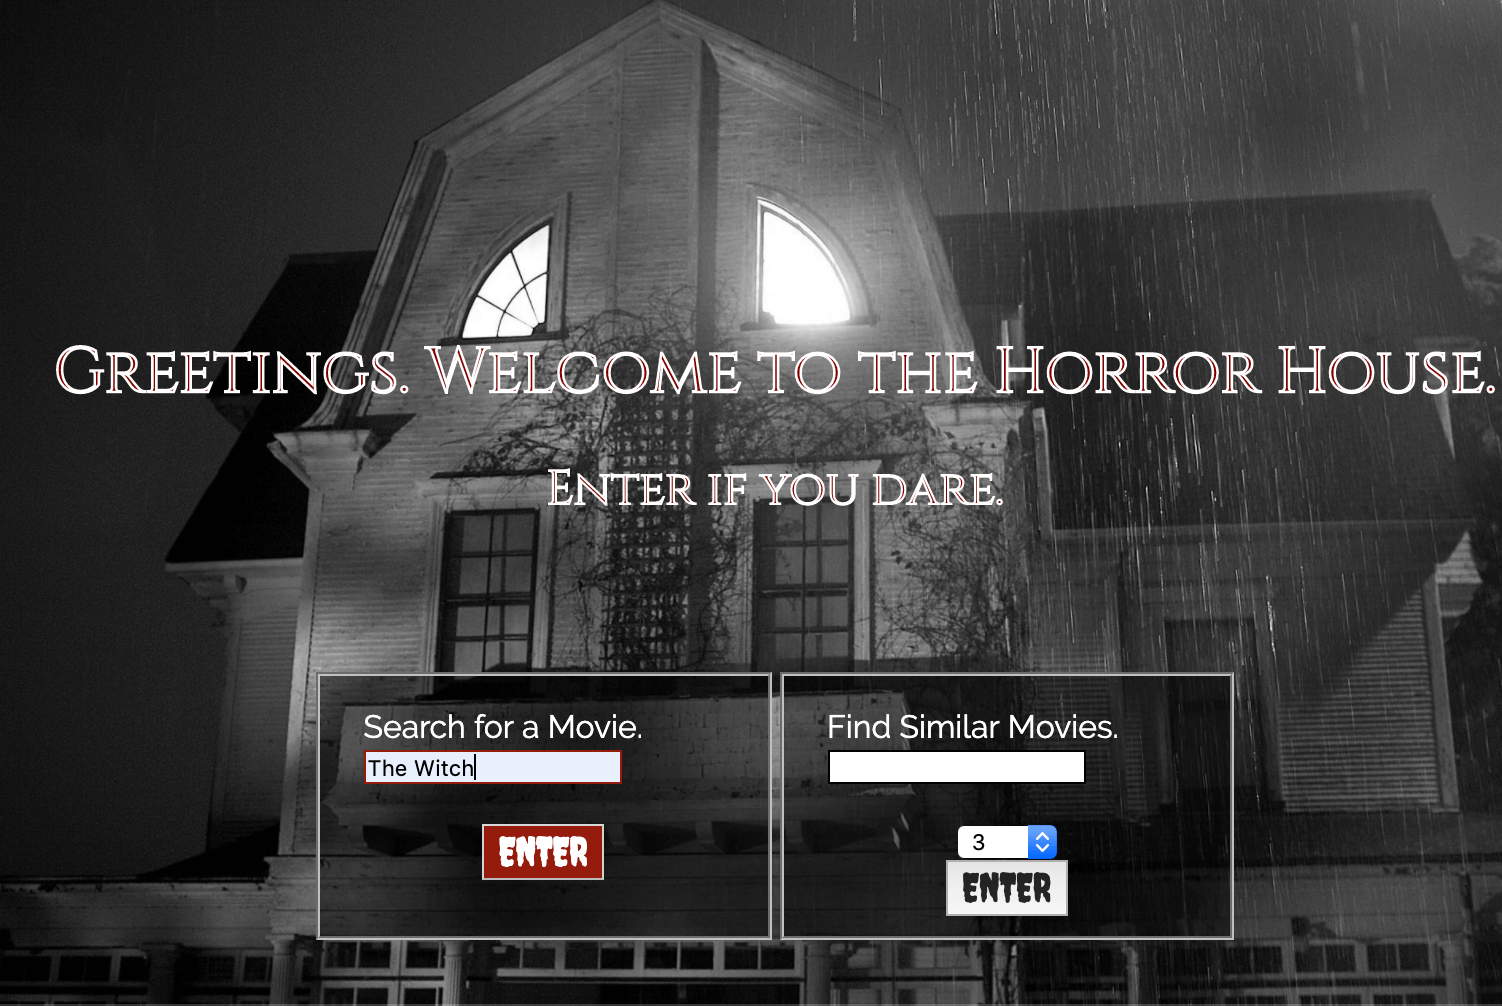 Greetings. Welcome to the Horror House.
Enter if you dare.
Search for a Movie.
The Witch
ENTER
Find Similar Movies.
3
ENTER